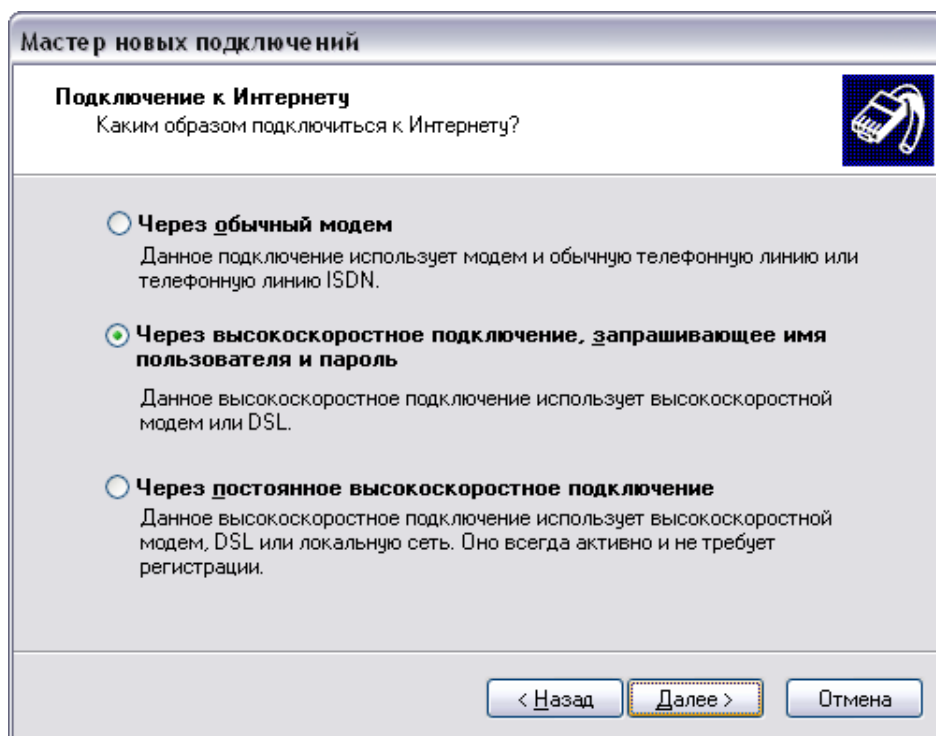 Мастер новых подключений
Подключение к Интернету
Каким образом подключиться к Интернету?
Через обычный модем
Данное подключение использует модем и обычную телефонную линию или
телефонную линию ISDN.
Через высокоскоростное подключение, запрашивающее имя
пользователя и пароль
Данное высокоскоростное подключение использует высокоскоростной
модем или DSL.
Через постоянное высокоскоростное подключение
Данное высокоскоростное подключение использует высокоскоростной
модем, DSL или локальную сеть. Оно всегда активно и не требует
регистрации.
< Назад Далее > Отмена